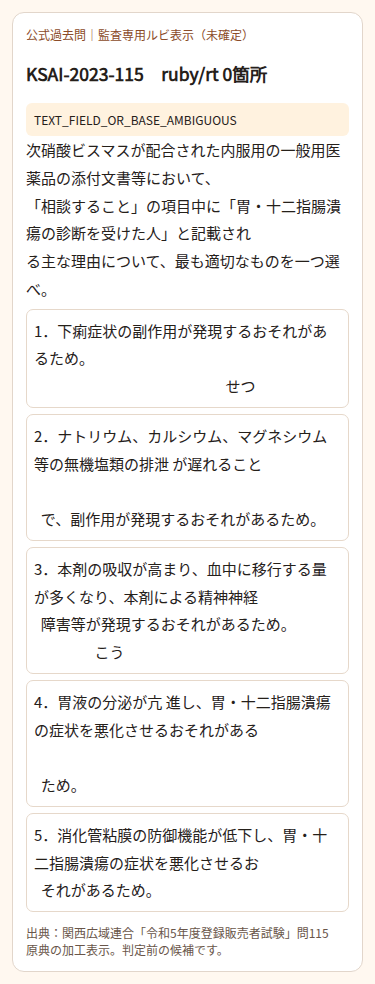 公式過去問｜監査専用ルビ表示（未確定）
KSAI-2023-115　ruby/rt 0箇所
TEXT_FIELD_OR_BASE_AMBIGUOUS
次硝酸ビスマスが配合された内服用の一般用医
薬品の添付文書等において、
「相談すること」の項目中に「胃・十二指腸潰
瘍の診断を受けた人」と記載され
る主な理由について、最も適切なものを一つ選
べ。
1．下痢症状の副作用が発現するおそれがあ
るため。
せつ
2．ナトリウム、カルシウム、マグネシウム
等の無機塩類の排泄 が遅れること
で、副作用が発現するおそれがあるため。
3．本剤の吸収が高まり、血中に移行する量
が多くなり、本剤による精神神経
障害等が発現するおそれがあるため。
こう
4．胃液の分泌が亢 進し、胃・十二指腸潰瘍
の症状を悪化させるおそれがある
ため。
5．消化管粘膜の防御機能が低下し、胃・十
二指腸潰瘍の症状を悪化させるお
それがあるため。
出典：関西広域連合「令和5年度登録販売者試験」問115
原典の加工表示。判定前の候補です。